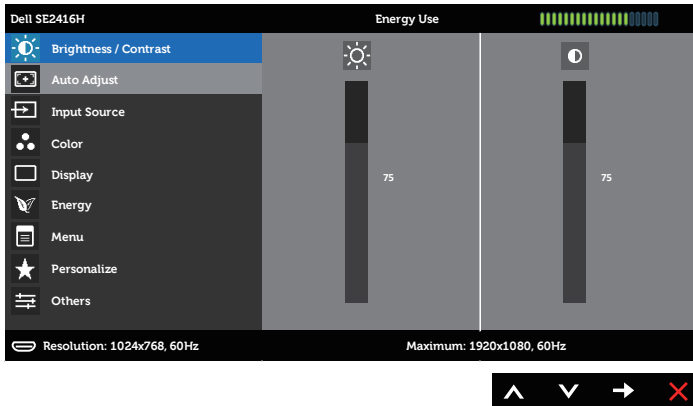 Dell SE2416H Energy Use
Brightness / Contrast
Auto Adjust
Input Source
Color
Display 75 75
Energy
Menu
Personalize
Others
Resolution: 1024x768, 60Hz Maximum: 1920x1080, 60Hz